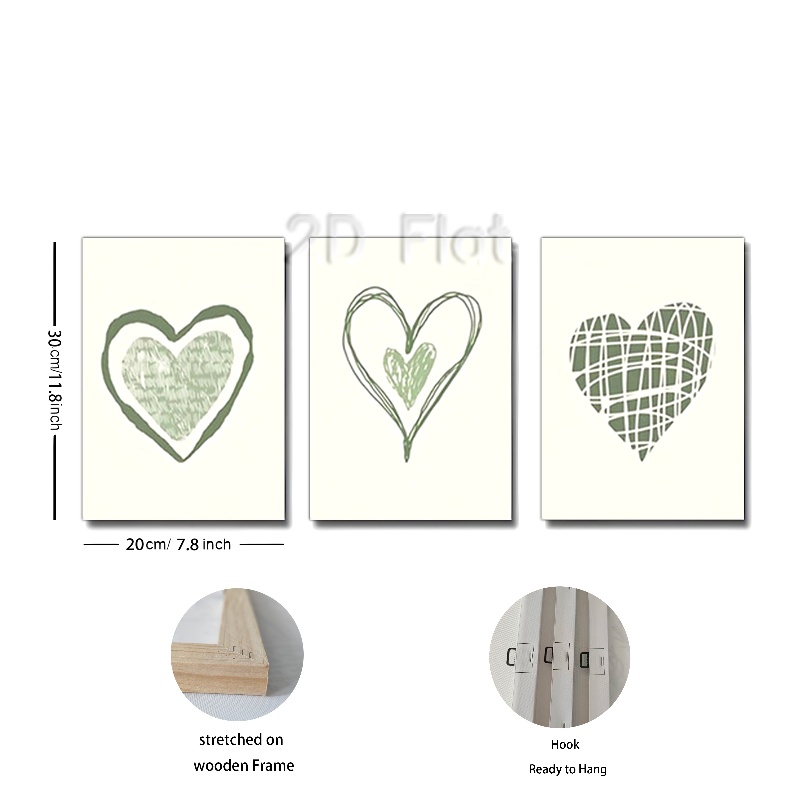 2D Flat
30cm/11.8inch
20cm/ 7.8 inch
stretched on
wooden Frame
Hook
Ready to Hang